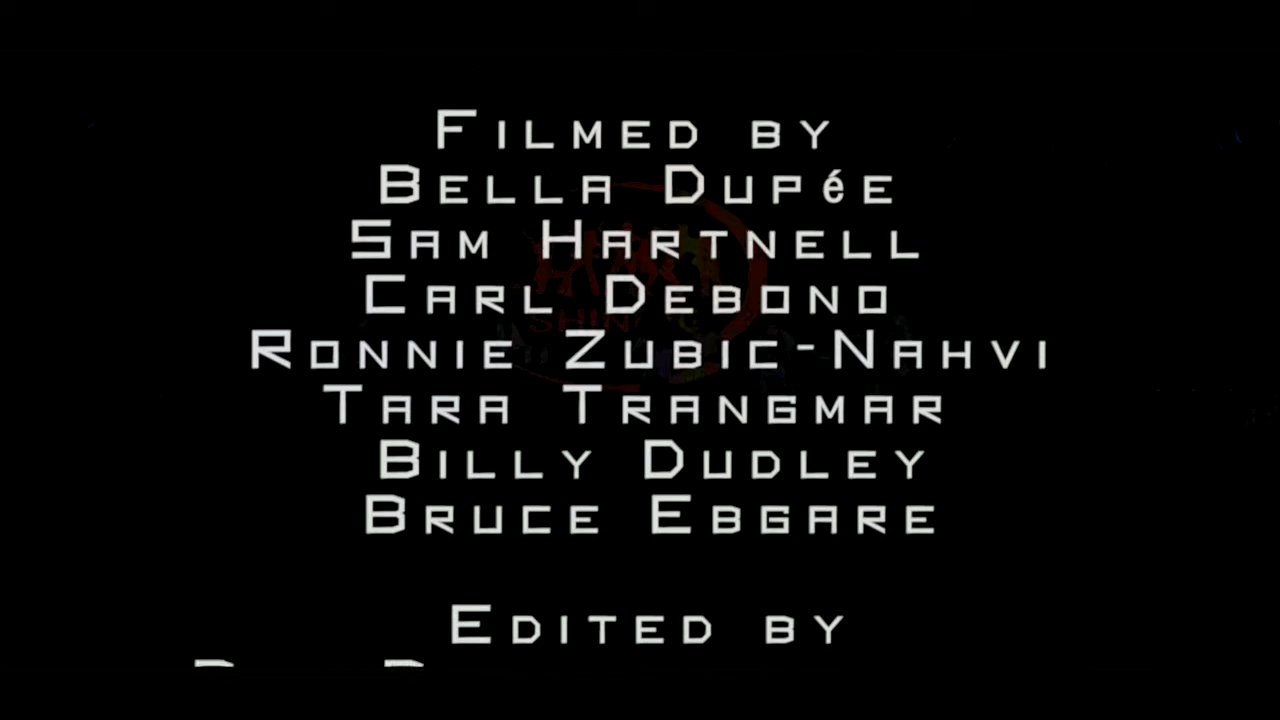 Filmed by
Bella Dupée
Sam Hartnell
Carl Debono
Ronnie Zubic-Nahvi
Tara Trangmar
Billy Dudley
Bruce Ebgare
Edited by